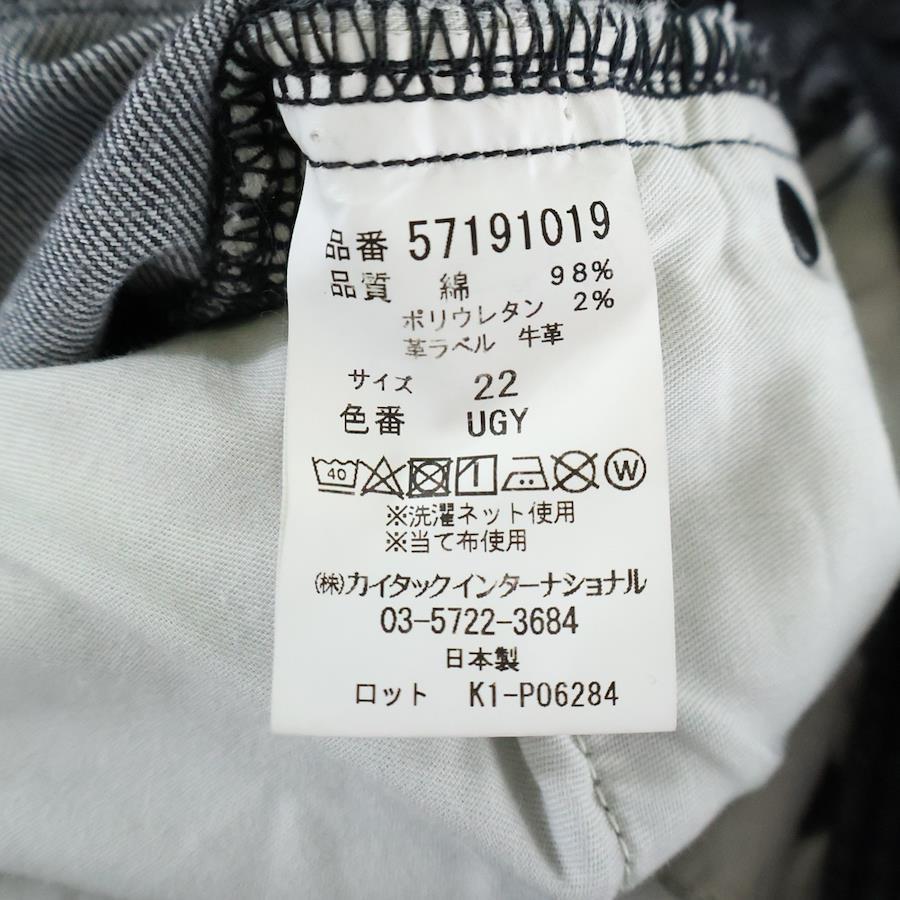 品番 57191019
品質 綿 98%
ポリウレタン 2%
革ラベル 牛革
サイズ 22
色番 UGY
40 W
※洗濯ネット使用
※当て布使用
㈱カイタックインターナショナル
03-5722-3684
日本製
ロット K1-P06284